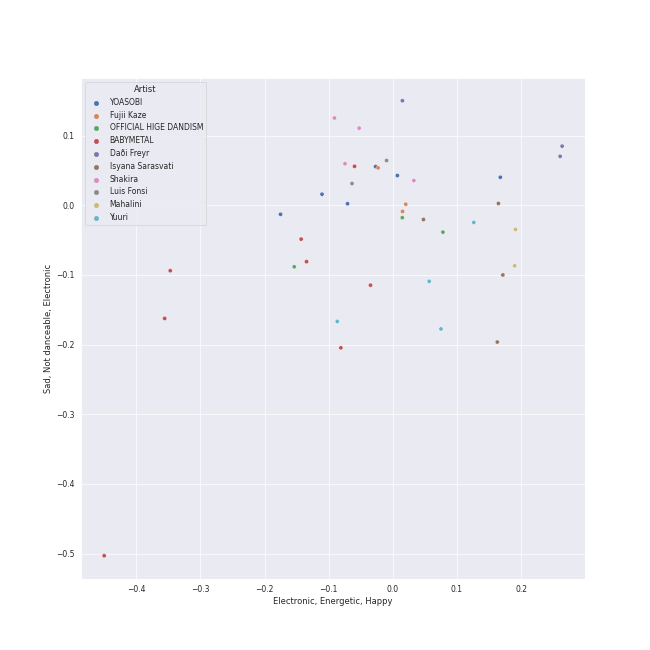 Artist
YOASOBI
Fujii Kaze
OFFICIAL HIGE DANDISM
BABYMETAL
Daði Freyr
Isyana Sarasvati
Shakira
Luis Fonsi
Mahalini
Yuuri
0.1
0.0
−0.1
−0.2
−0.3
−0.4
−0.5
Sad, Not danceable, Electronic
−0.4
−0.3
−0.2
−0.1
0.0
0.1
0.2
Electronic, Energetic, Happy